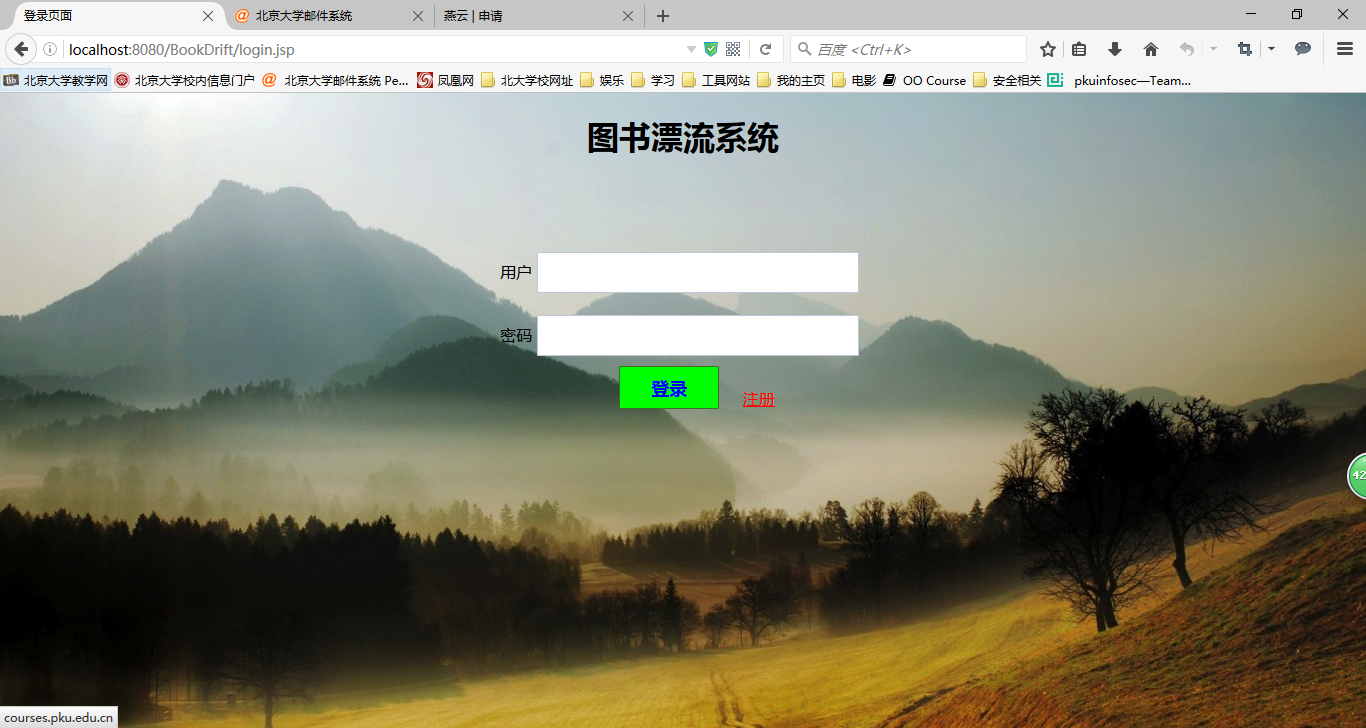 登录页面
北京大学邮件系统
燕云 | 申请
localhost:8080/BookDrift/login.jsp
百度 <Ctrl+K>
Bb 北京大学教学网 北京大学校内信息门户 北京大学邮件系统 Pe... 凤凰网 北大学校网址 娱乐 学习 工具网站 我的主页 电影 OO Course 安全相关 pkuinfosec—Team...
图书漂流系统
用户
密码
登录 注册
42
courses.pku.edu.cn